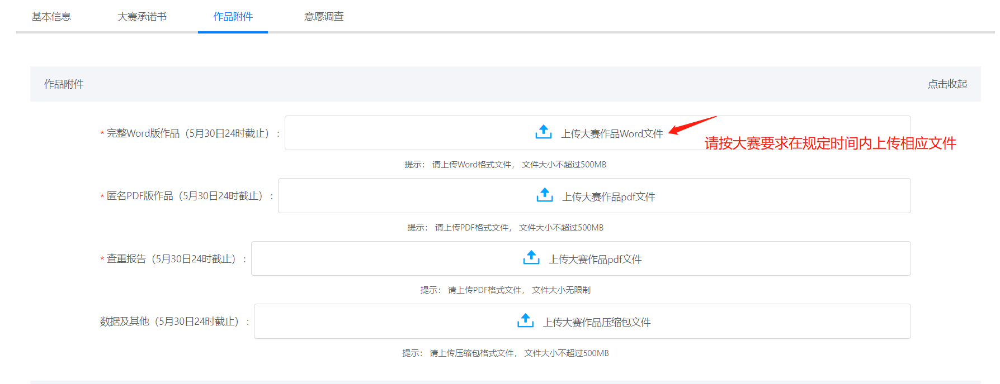 基本信息 大赛承诺书 作品附件 意愿调查
作品附件 点击收起
* 完整Word版作品（5月30日24时截止）： 上传大赛作品Word文件
请按大赛要求在规定时间内上传相应文件
提示： 请上传Word格式文件， 文件大小不超过500MB
* 匿名PDF版作品（5月30日24时截止）： 上传大赛作品pdf文件
提示： 请上传PDF格式文件， 文件大小不超过500MB
* 查重报告（5月30日24时截止）： 上传大赛作品pdf文件
提示： 请上传PDF格式文件， 文件大小无限制
数据及其他（5月30日24时截止）： 上传大赛作品压缩包文件
提示： 请上传压缩包格式文件， 文件大小不超过500MB